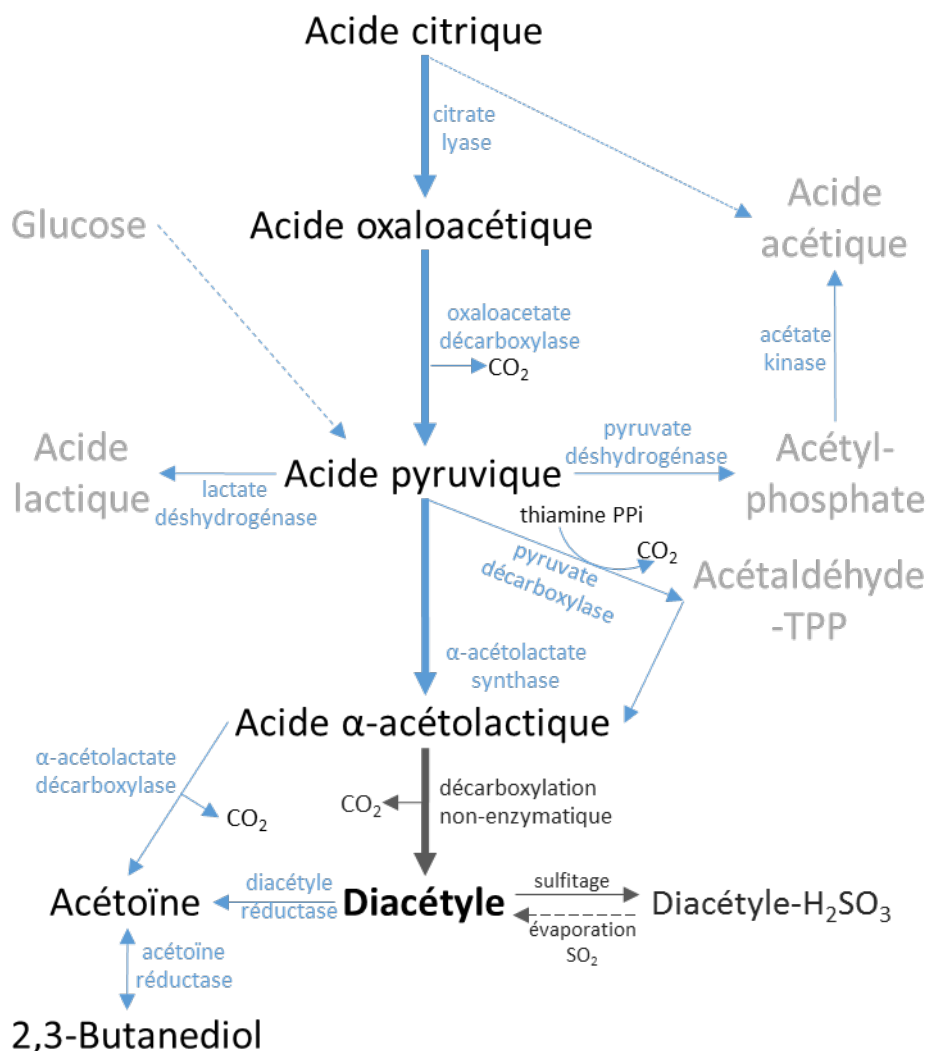 Acide citrique
citrate
lyase
Acide
acétique
Glucose
Acide oxaloacétique
oxaloacetate
décarboxylase
CO₂
acétate
kinase
Acide
lactique
lactate
déshydrogénase
Acide pyruvique
pyruvate
déshydrogénase
Acétyl-
phosphate
thiamine PPi
CO₂
pyruvate
décarboxylase
Acétaldéhyde
-TPP
α-acétolactate
synthase
Acide α-acétolactique
α-acétolactate
décarboxylase
CO₂
CO₂
décarboxylation
non-enzymatique
Acétoïne
diacétyle
réductase
Diacétyle
sulfitage
évaporation
SO₂
Diacétyle-H₂SO₃
acétoïne
réductase
2,3-Butanediol